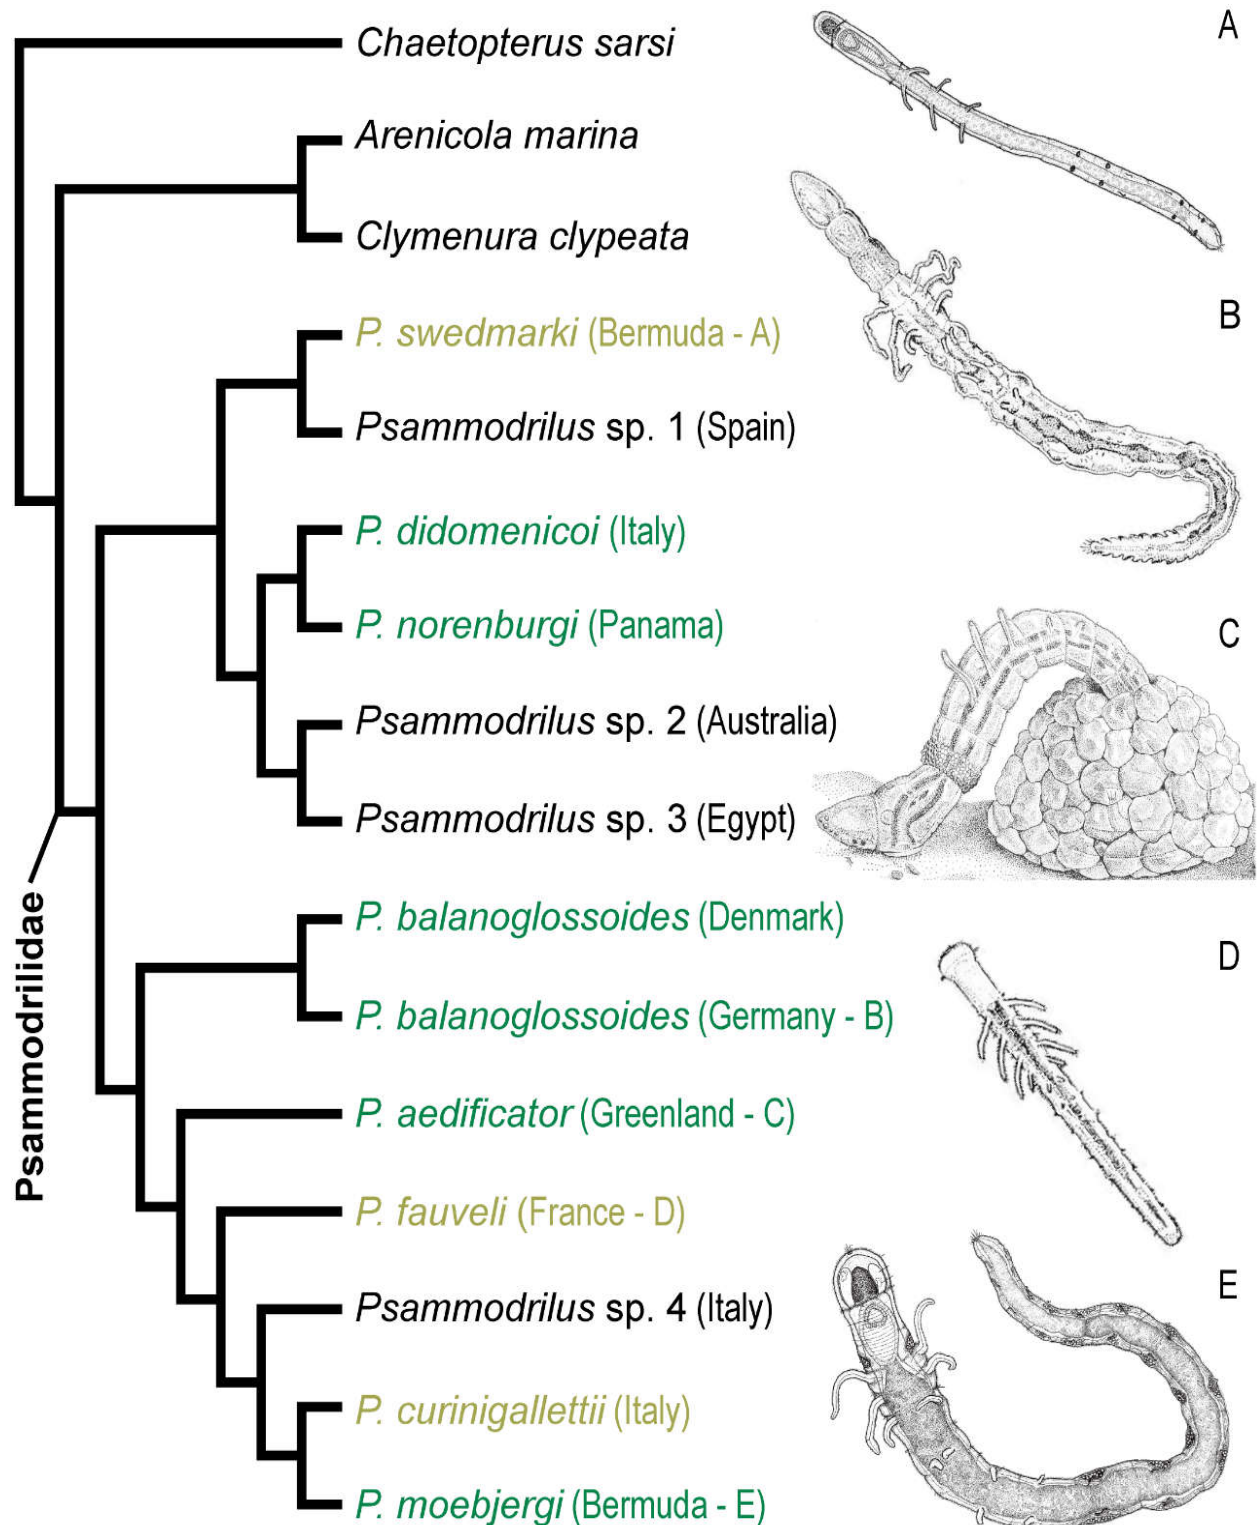 Chaetopterus sarsi
Arenicola marina
Clymenura clypeata
P. swedmarki (Bermuda - A)
Psammodrilus sp. 1 (Spain)
P. didomenicoi (Italy)
P. norenburgi (Panama)
Psammodrilus sp. 2 (Australia)
Psammodrilus sp. 3 (Egypt)
P. balanoglossoides (Denmark)
P. balanoglossoides (Germany - B)
P. aedificator (Greenland - C)
P. fauveli (France - D)
Psammodrilus sp. 4 (Italy)
P. curinigallettii (Italy)
P. moebjergi (Bermuda - E)
Psammodrilidae
A
B
C
D
E